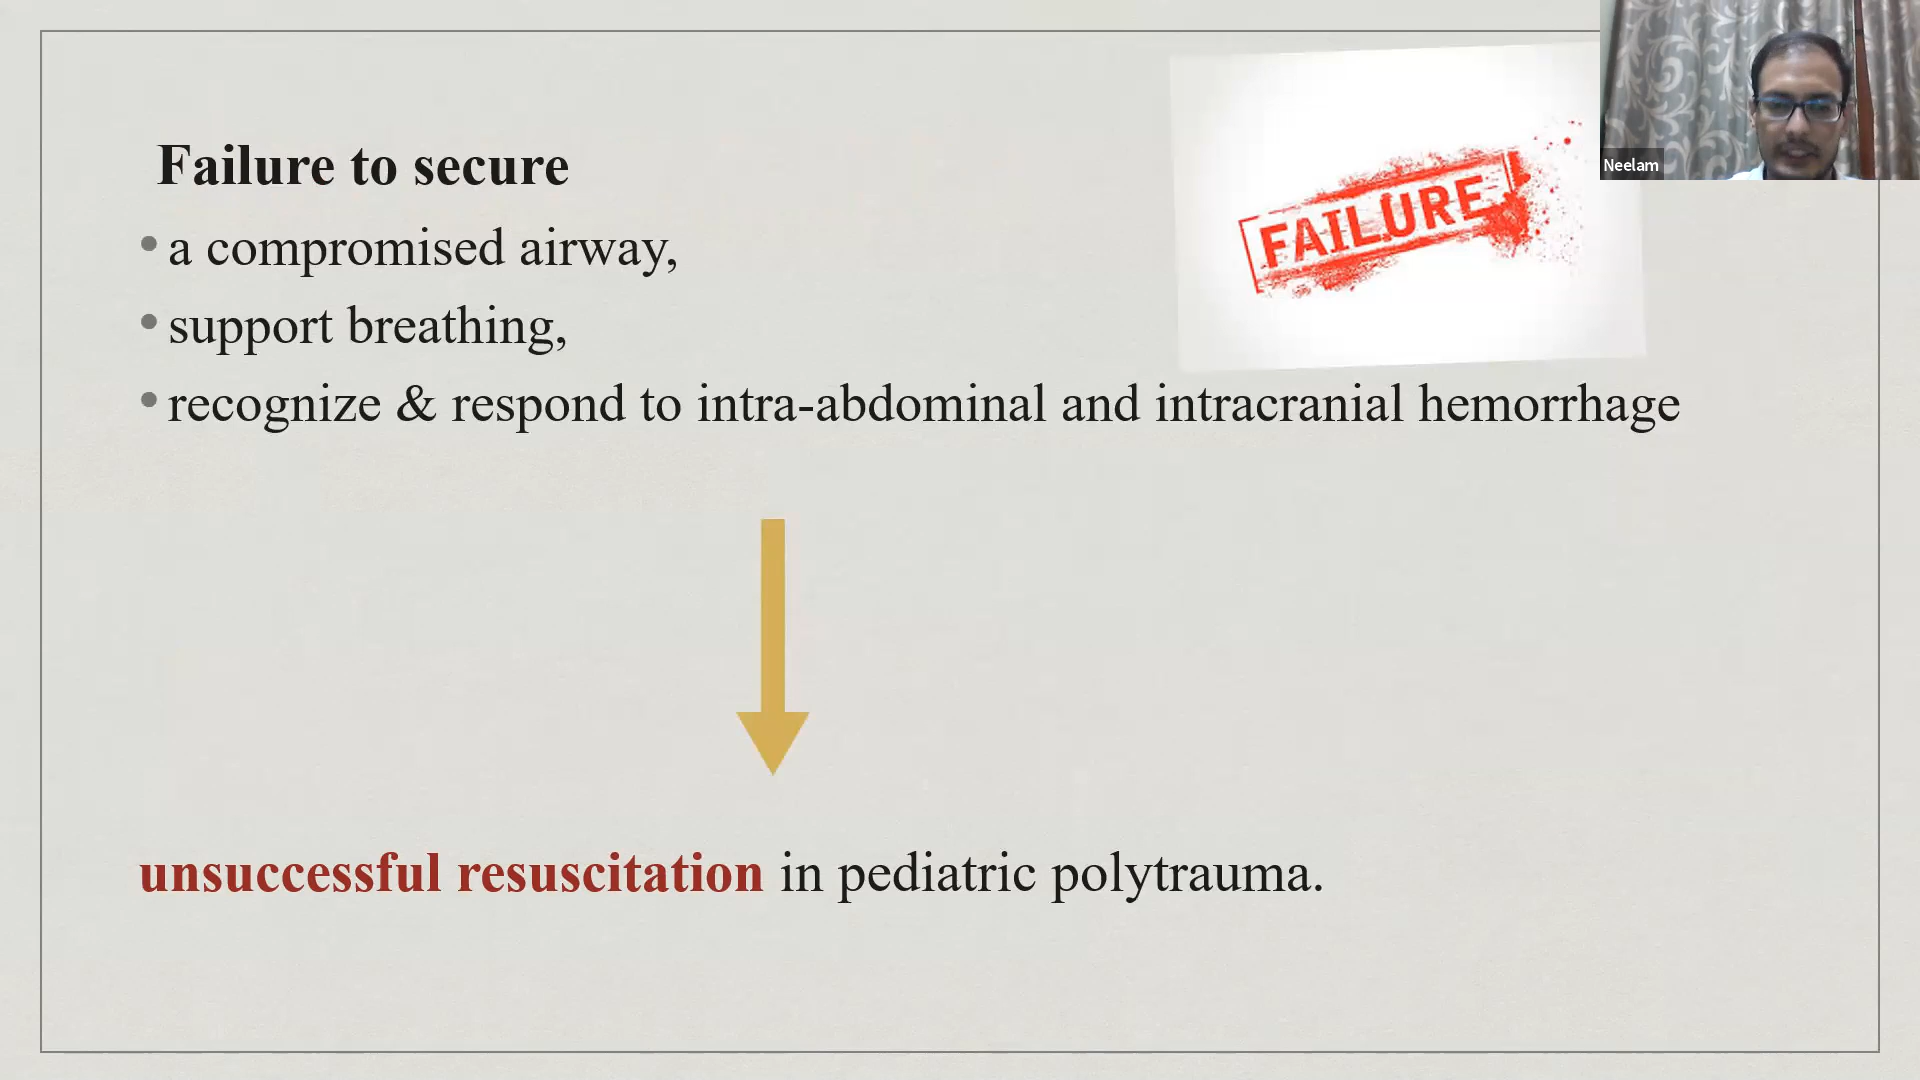 Failure to secure
• a compromised airway,
• support breathing,
• recognize & respond to intra-abdominal and intracranial hemorrhage
unsuccessful resuscitation in pediatric polytrauma.
FAILURE
Neelam